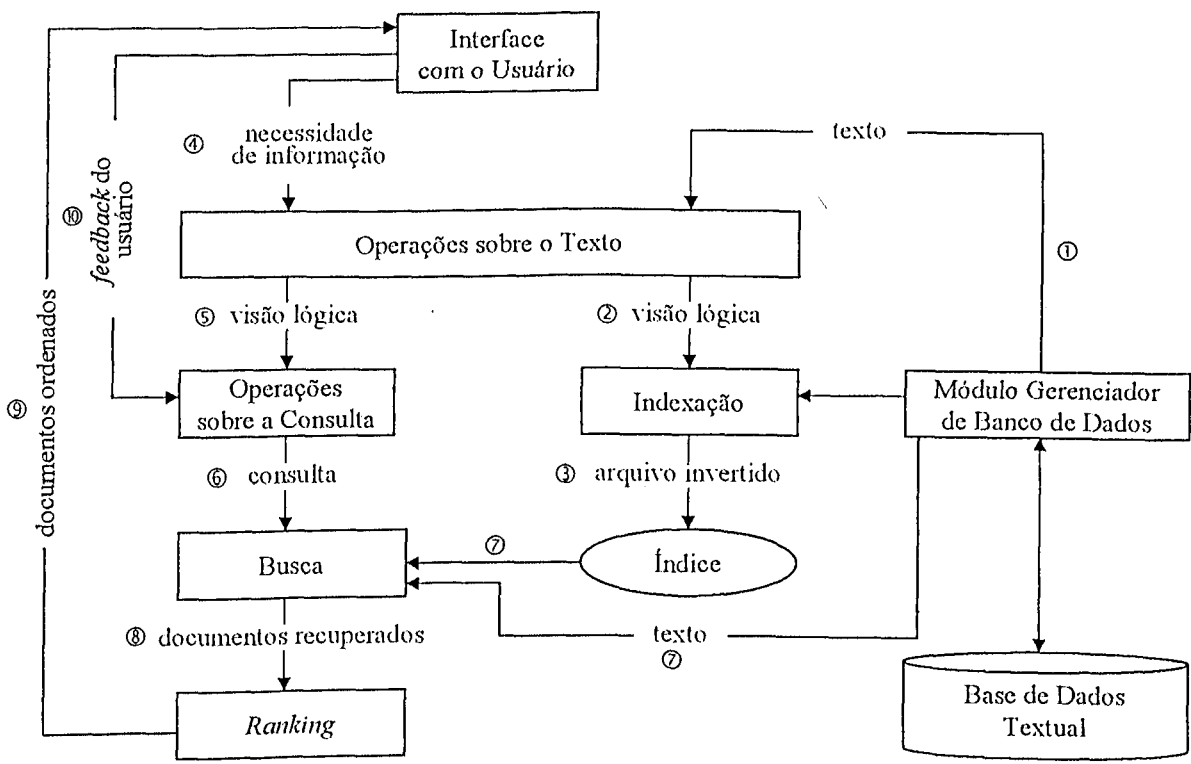 Interface
com o Usuário
④ necessidade
de informação
texto
⑩ feedback do
usuário
Operações sobre o Texto
①
⑤ visão lógica
② visão lógica
⑨ documentos ordenados
Operações
sobre a Consulta
Indexação
Módulo Gerenciador
de Banco de Dados
⑥ consulta
③ arquivo invertido
Busca
⑦
Índice
⑧ documentos recuperados
texto
⑦
Ranking
Base de Dados
Textual